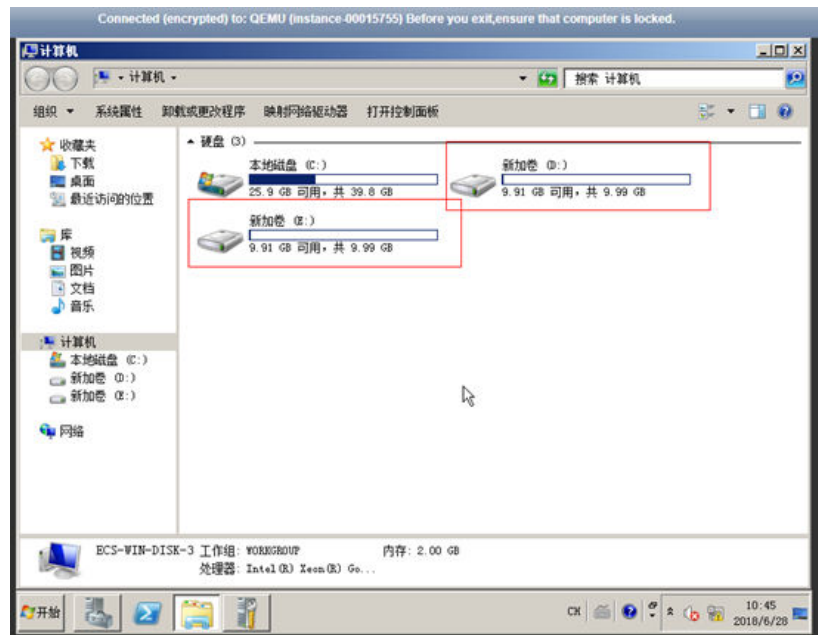 Connected (encrypted) to: QEMU (instance-00015755) Before you exit,ensure that computer is locked.
计算机
计算机
搜索 计算机
组织 系统属性 卸载或更改程序 映射网络驱动器 打开控制面板
收藏夹
下载
桌面
最近访问的位置
库
视频
图片
文档
音乐
计算机
本地磁盘 (C:)
新加卷 (D:)
新加卷 (E:)
网络
硬盘 (3)
本地磁盘 (C:)
25.9 GB 可用，共 39.8 GB
新加卷 (D:)
9.91 GB 可用，共 9.99 GB
新加卷 (E:)
9.91 GB 可用，共 9.99 GB
ECS-WIN-DISK-3 工作组: WORKGROUP 内存: 2.00 GB
处理器: Intel(R) Xeon(R) Go...
开始
CH
10:45
2018/6/28